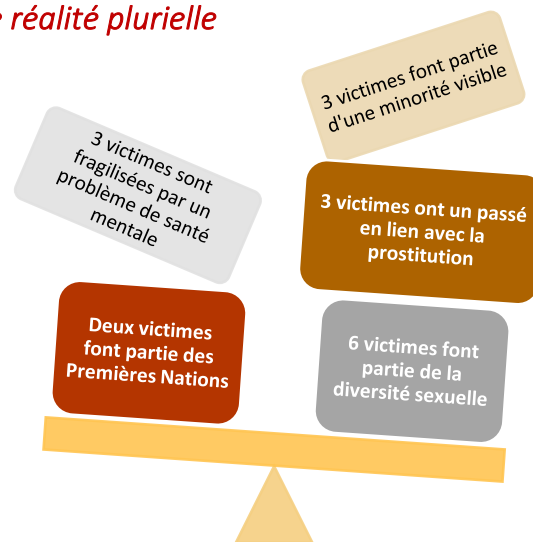 réalité plurielle
3 victimes font partie
d'une minorité visible
3 victimes sont
fragilisées par un
problème de santé
mentale
3 victimes ont un passé
en lien avec la
prostitution
Deux victimes
font partie des
Premières Nations
6 victimes font
partie de la
diversité sexuelle